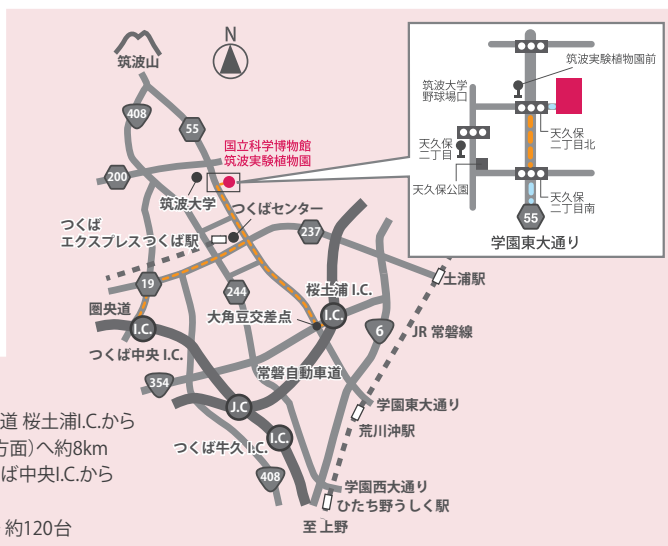 N
筑波山
408
55
200
国立科学博物館
筑波実験植物園
筑波大学
つくばセンター
つくば
エクスプレスつくば駅
237
19
244
桜土浦 I.C.
I.C.
大角豆交差点
圏央道
I.C.
つくば中央 I.C.
6
土浦駅
JR 常磐線
常磐自動車道
354
J.C
学園東大通り
荒川沖駅
I.C.
つくば牛久 I.C.
408
学園西大通り
ひたち野うしく駅
至 上野
筑波実験植物園前
筑波大学
野球場口
天久保
二丁目
天久保
二丁目北
天久保公園
天久保
二丁目南
55
学園東大通り
道 桜土浦I.C.から
方面）へ約8km
ば中央I.C.から
約120台